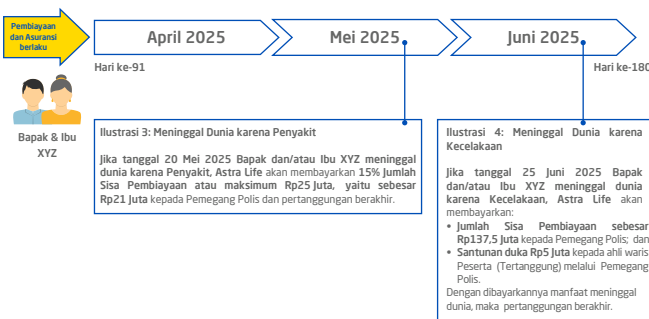 Pembiayaan
dan Asuransi
berlaku
April 2025
Mei 2025
Juni 2025
Hari ke-91
Hari ke-180
Bapak & Ibu
XYZ
Ilustrasi 3: Meninggal Dunia karena Penyakit
Jika tanggal 20 Mei 2025 Bapak dan/atau Ibu XYZ meninggal
dunia karena Penyakit, Astra Life akan membayarkan 15% Jumlah
Sisa Pembiayaan atau maksimum Rp25 Juta, yaitu sebesar
Rp21 Juta kepada Pemegang Polis dan pertanggungan berakhir.
Ilustrasi 4: Meninggal Dunia karena
Kecelakaan
Jika tanggal 25 Juni 2025 Bapak
dan/atau Ibu XYZ meninggal dunia
karena Kecelakaan, Astra Life akan
membayarkan:
• Jumlah Sisa Pembiayaan sebesar
Rp137,5 Juta kepada Pemegang Polis; dan
• Santunan duka Rp5 Juta kepada ahli waris
Peserta (Tertanggung) melalui Pemegang
Polis.
Dengan dibayarkannya manfaat meninggal
dunia, maka pertanggungan berakhir.